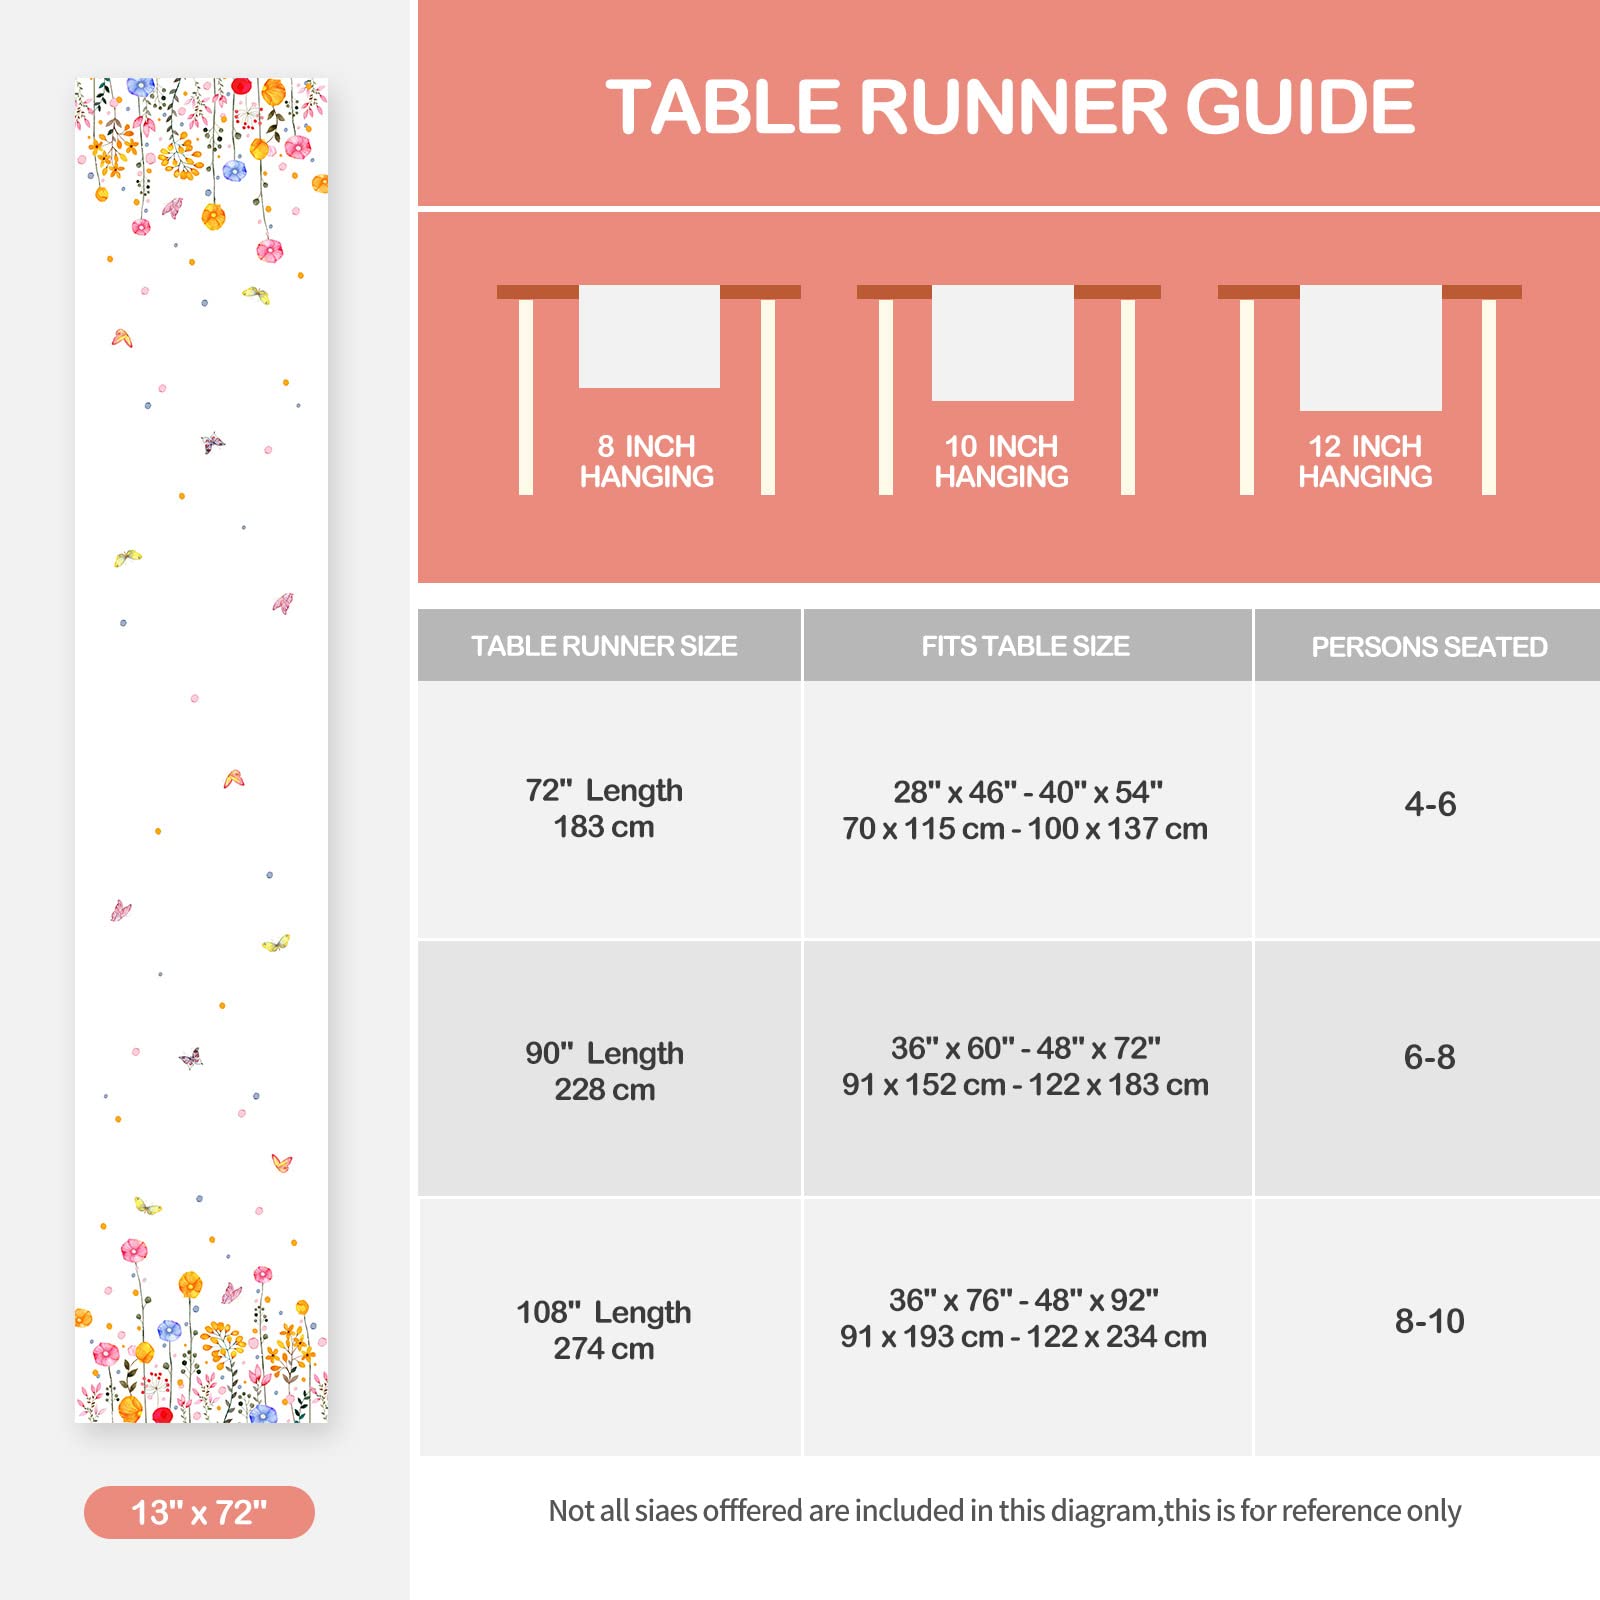 TABLE RUNNER GUIDE
8 INCH
HANGING
10 INCH
HANGING
12 INCH
HANGING
TABLE RUNNER SIZE
FITS TABLE SIZE
PERSONS SEATED
72" Length
183 cm
28" x 46" - 40" x 54"
70 x 115 cm - 100 x 137 cm
4-6
90" Length
228 cm
36" x 60" - 48" x 72"
91 x 152 cm - 122 x 183 cm
6-8
108" Length
274 cm
36" x 76" - 48" x 92"
91 x 193 cm - 122 x 234 cm
8-10
13" x 72"
Not all siaes offfered are included in this diagram,this is for reference only